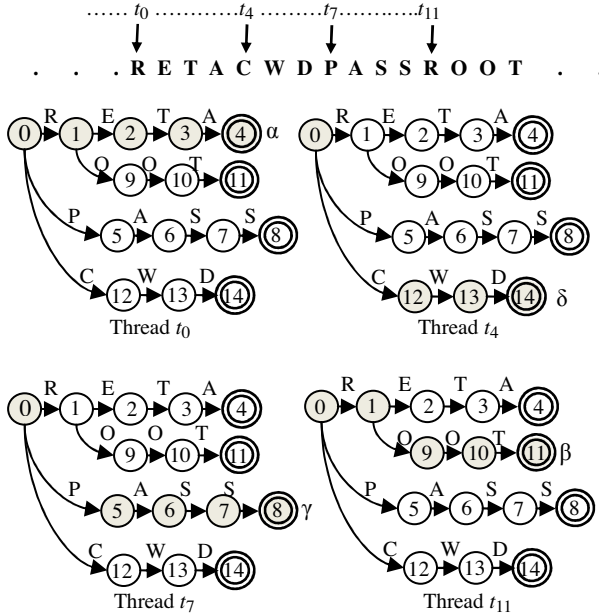 ...... t0 ............ t4 ......... t7 ......... t11
. . . R E T A C W D P A S S R O O T . .
R E T A
0 1 2 3 4 α
O O T
9 10 11
P A S S
5 6 7 8
C W D
12 13 14
Thread t0
R E T A
0 1 2 3 4
O O T
9 10 11
P A S S
5 6 7 8
C W D
12 13 14 δ
Thread t4
R E T A
0 1 2 3 4
O O T
9 10 11
P A S S
5 6 7 8 γ
C W D
12 13 14
Thread t7
R E T A
0 1 2 3 4
O O T
9 10 11 β
P A S S
5 6 7 8
C W D
12 13 14
Thread t11